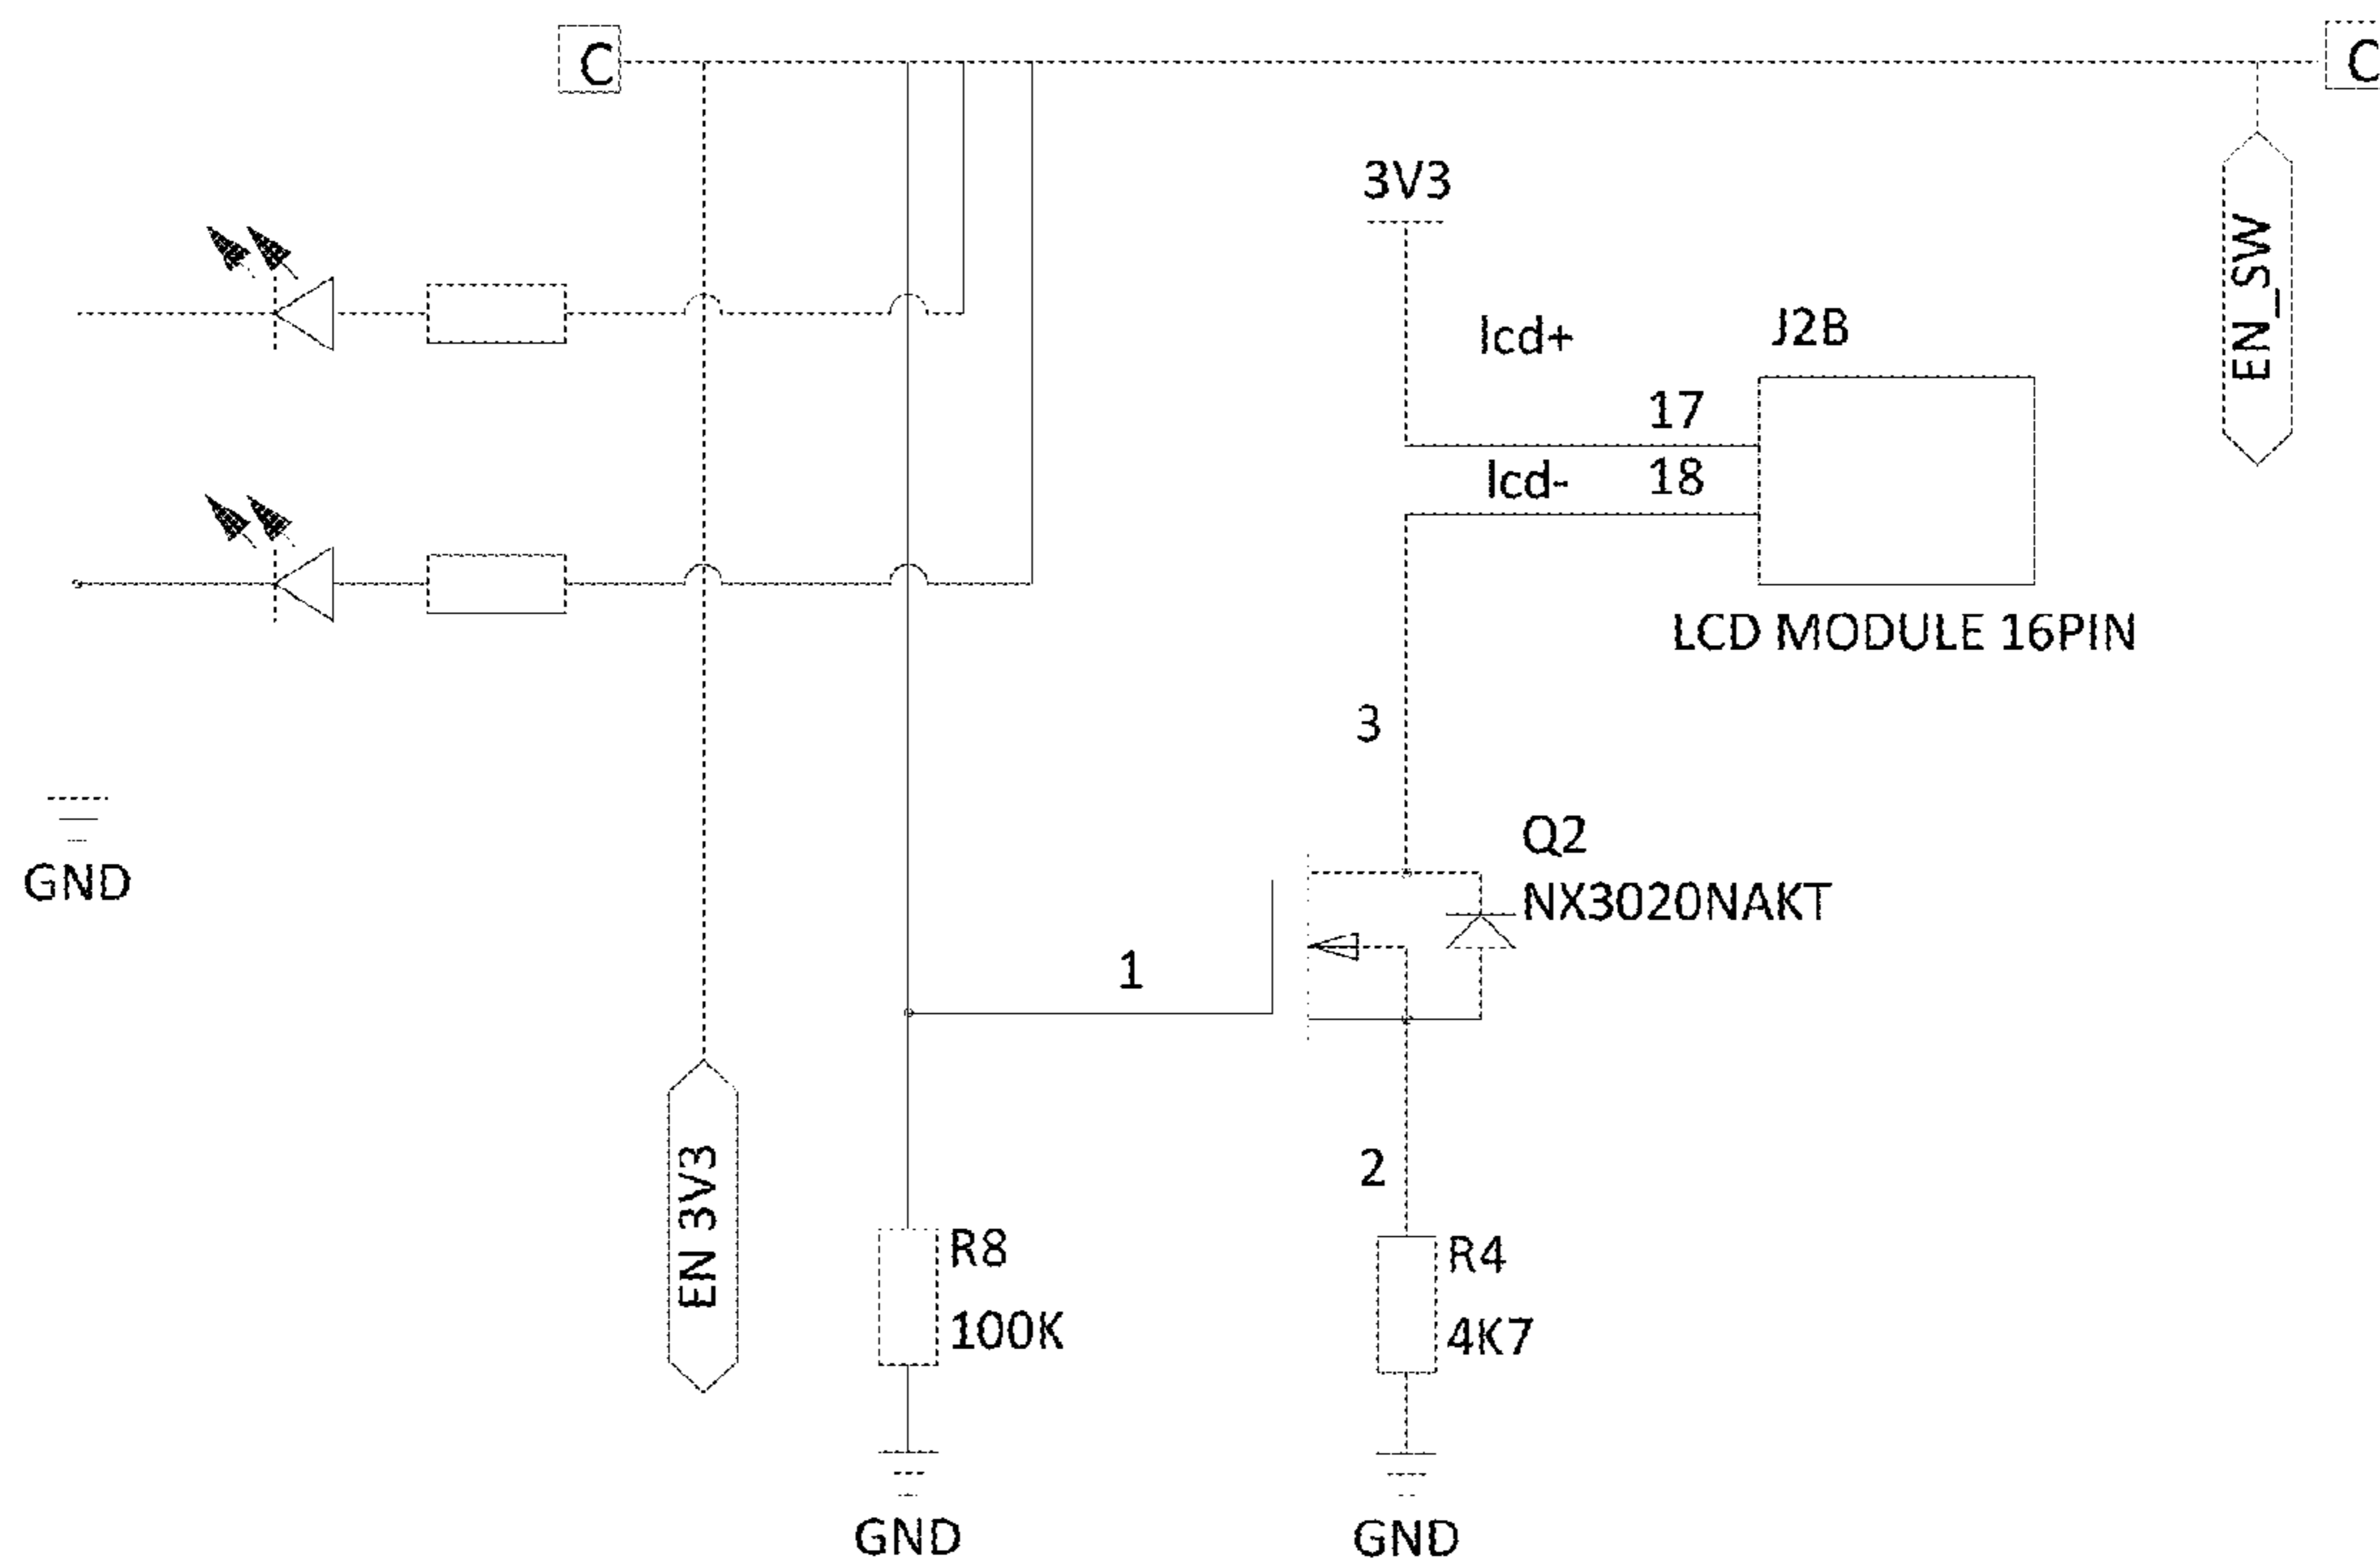 C
C
3V3
EN_SW
lcd+
J2B
17
lcd-
18
LCD MODULE 16PIN
3
GND
Q2
NX3020NAKT
1
EN 3V3
2
R8
100K
R4
4K7
GND
GND